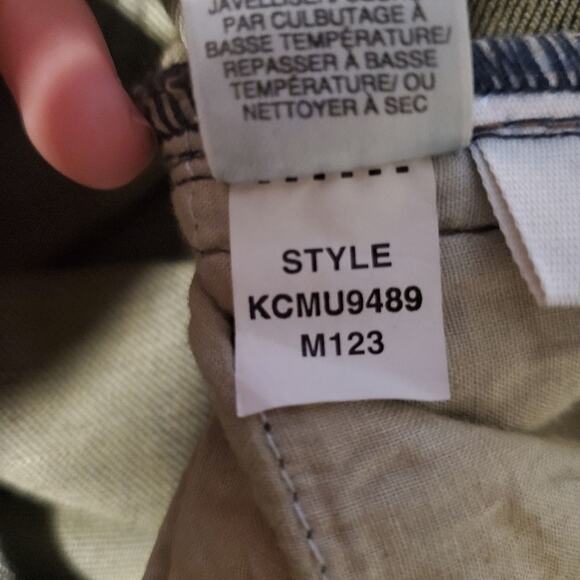 PAR CULBUTAGE À
BASSE TEMPÉRATURE/
REPASSER À BASSE
TEMPÉRATURE/ OU
NETTOYER À SEC
STYLE
KCMU9489
M123